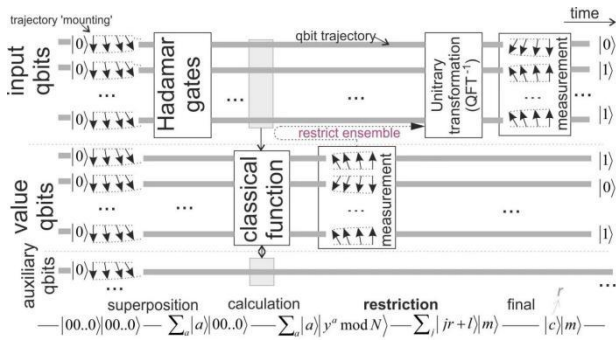 trajectory 'mounting'
time
input qbits
|0⟩
|0⟩
...
|0⟩
Hadamar gates
...
qbit trajectory
...
Unitrary transformation (QFT⁻¹)
...
measurement
|0⟩
|1⟩
...
|1⟩
restrict ensemble
value qbits
|0⟩
|0⟩
...
|0⟩
...
...
classical function
...
measurement
...
|1⟩
|0⟩
|1⟩
auxiliary qbits
|0⟩
...
...
superposition calculation restriction final r
|00..0⟩|00..0⟩ — ∑ₐ|a⟩|00..0⟩ — ∑ₐ|a⟩|yᵃ mod N⟩ — ∑ⱼ|jr + l⟩|m⟩ — |c⟩|m⟩ —